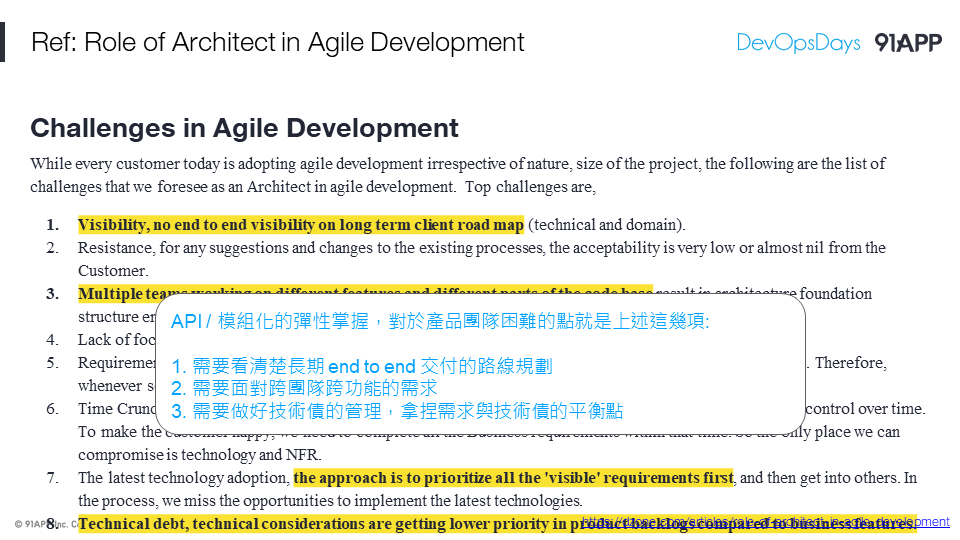 Ref: Role of Architect in Agile Development
DevOpsDays 91APP
Challenges in Agile Development
While every customer today is adopting agile development irrespective of nature, size of the project, the following are the list of
challenges that we foresee as an Architect in agile development. Top challenges are,
1. Visibility, no end to end visibility on long term client road map (technical and domain).
2. Resistance, for any suggestions and changes to the existing processes, the acceptability is very low or almost nil from the
Customer.
3. Multiple teams working on different features and different parts of the code base result in architecture foundation
structure
API / 模組化的彈性掌握，對於產品團隊困難的點就是上述這幾項:
4. Lack of
1. 需要看清楚長期 end to end 交付的路線規劃
5. . Therefore,
whenever
2. 需要面對跨團隊跨功能的需求
3. 需要做好技術債的管理，拿捏需求與技術債的平衡點
6. Time control over time.
To make the customer happy, we need to complete all the Business requirements within that time. So the only place we can
compromise is technology and NFR.
7. The latest technology adoption, the approach is to prioritize all the 'visible' requirements first, and then get into others. In
the process, we miss the opportunities to implement the latest technologies.
8. Technical debt, technical considerations are getting lower priority in product backlogs compared to business features.
© 91APP Inc.
https://dzone.com/articles/role-of-architect-in-agile-development